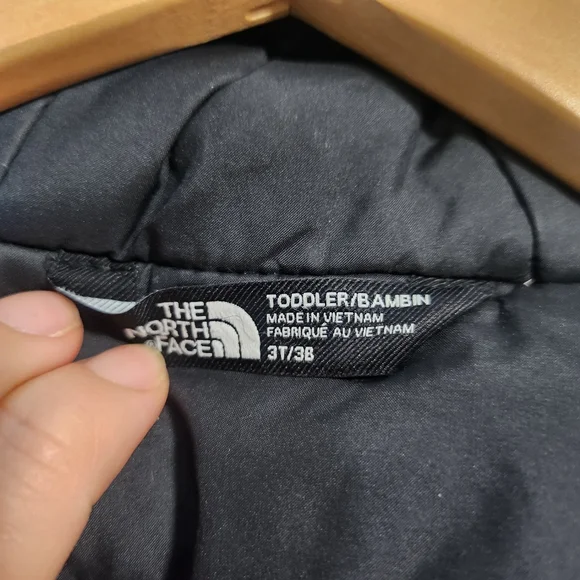 THE
NORTH
FACE
TODDLER/BAMBIN
MADE IN VIETNAM
FABRIQUÉ AU VIETNAM
3T/3B